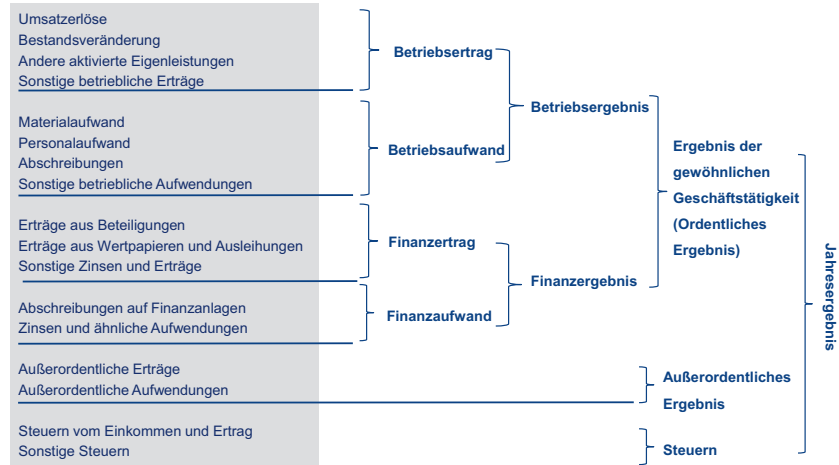 Umsatzerlöse
Bestandsveränderung
Andere aktivierte Eigenleistungen
Sonstige betriebliche Erträge
Betriebsertrag
Materialaufwand
Personalaufwand
Abschreibungen
Sonstige betriebliche Aufwendungen
Betriebsaufwand
Betriebsergebnis
Erträge aus Beteiligungen
Erträge aus Wertpapieren und Ausleihungen
Sonstige Zinsen und Erträge
Finanzertrag
Abschreibungen auf Finanzanlagen
Zinsen und ähnliche Aufwendungen
Finanzaufwand
Finanzergebnis
Ergebnis der
gewöhnlichen
Geschäftstätigkeit
(Ordentliches
Ergebnis)
Außerordentliche Erträge
Außerordentliche Aufwendungen
Außerordentliches
Ergebnis
Steuern vom Einkommen und Ertrag
Sonstige Steuern
Steuern
Jahresergebnis